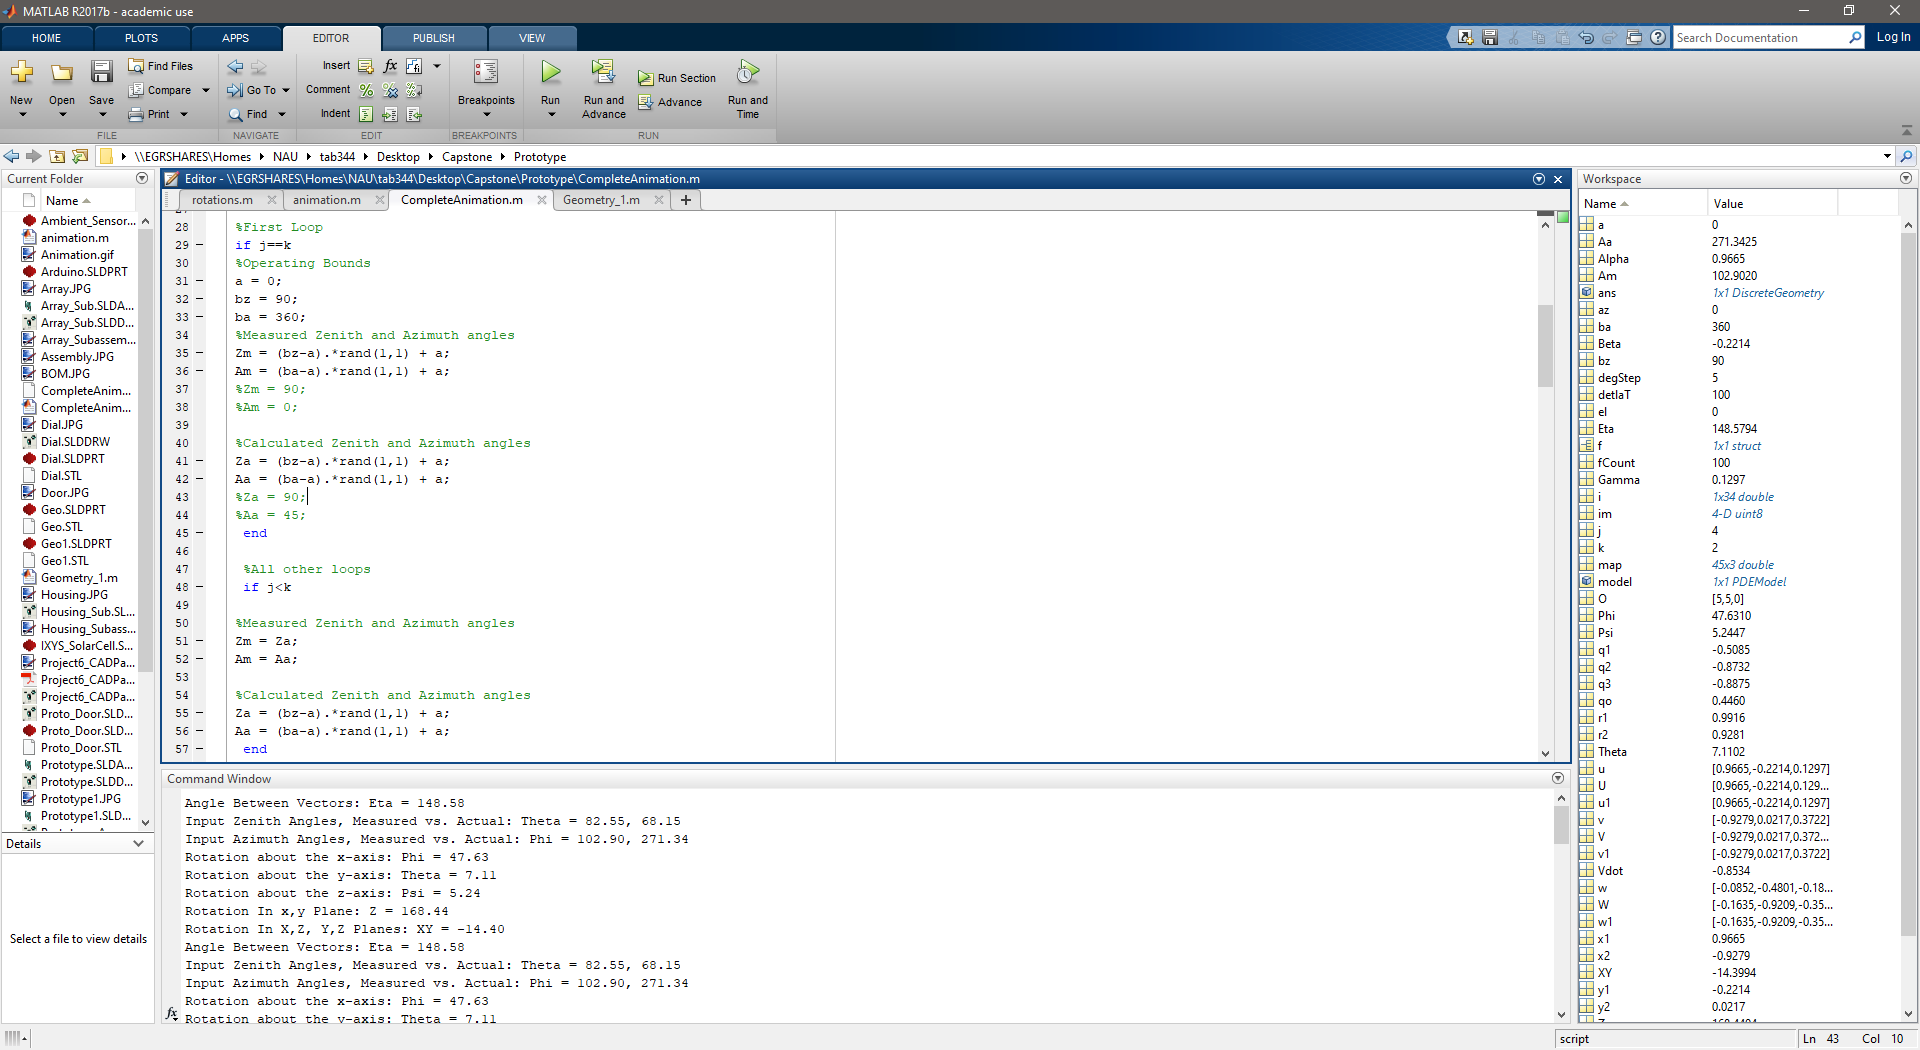 MATLAB R2017b - academic use
HOME PLOTS APPS EDITOR PUBLISH VIEW
Search Documentation
Log In
New Open Save
Find Files
Compare
Print
FILE
Go To
Find
NAVIGATE
Insert fx
Comment
Indent
EDIT
Breakpoints
BREAKPOINTS
Run
Run and Advance
Run Section
Advance
Run and Time
RUN
\\EGRSHARES\Homes NAU tab344 Desktop Capstone Prototype
Current Folder
Name
Ambient_Sensor...
animation.m
Animation.gif
Arduino.SLDPRT
Array.JPG
Array_Sub.SLDA...
Array_Sub.SLDD...
Array_Subassem...
Assembly.JPG
BOM.JPG
CompleteAnim...
CompleteAnim...
Dial.JPG
Dial.SLDDRW
Dial.SLDPRT
Dial.STL
Door.JPG
Geo.SLDPRT
Geo.STL
Geo1.SLDPRT
Geo1.STL
Geometry_1.m
Housing.JPG
Housing_Sub.SL...
Housing_Subass...
IXYS_SolarCell.S...
Project6_CADPa...
Project6_CADPa...
Project6_CADPa...
Proto_Door.SLD...
Proto_Door.SLD...
Proto_Door.STL
Prototype.SLDA...
Prototype.SLDD...
Prototype1.JPG
Prototype1.SLD...
Details
Select a file to view details
Editor - \\EGRSHARES\Homes\NAU\tab344\Desktop\Capstone\Prototype\CompleteAnimation.m
rotations.m animation.m CompleteAnimation.m Geometry_1.m +
28 %First Loop
29 – if j==k
30 %Operating Bounds
31 – a = 0;
32 – bz = 90;
33 – ba = 360;
34 %Measured Zenith and Azimuth angles
35 – Zm = (bz-a).*rand(1,1) + a;
36 – Am = (ba-a).*rand(1,1) + a;
37 %Zm = 90;
38 %Am = 0;
39
40 %Calculated Zenith and Azimuth angles
41 – Za = (bz-a).*rand(1,1) + a;
42 – Aa = (ba-a).*rand(1,1) + a;
43 %Za = 90;
44 %Aa = 45;
45 – end
46
47 %All other loops
48 – if j<k
49
50 %Measured Zenith and Azimuth angles
51 – Zm = Za;
52 – Am = Aa;
53
54 %Calculated Zenith and Azimuth angles
55 – Za = (bz-a).*rand(1,1) + a;
56 – Aa = (ba-a).*rand(1,1) + a;
57 – end
Command Window
Angle Between Vectors: Eta = 148.58
Input Zenith Angles, Measured vs. Actual: Theta = 82.55, 68.15
Input Azimuth Angles, Measured vs. Actual: Phi = 102.90, 271.34
Rotation about the x-axis: Phi = 47.63
Rotation about the y-axis: Theta = 7.11
Rotation about the z-axis: Psi = 5.24
Rotation In x,y Plane: Z = 168.44
Rotation In X,Z, Y,Z Planes: XY = -14.40
Angle Between Vectors: Eta = 148.58
Input Zenith Angles, Measured vs. Actual: Theta = 82.55, 68.15
Input Azimuth Angles, Measured vs. Actual: Phi = 102.90, 271.34
Rotation about the x-axis: Phi = 47.63
fx Rotation about the y-axis: Theta = 7.11
Workspace
Name Value
a 0
Aa 271.3425
Alpha 0.9665
Am 102.9020
ans 1x1 DiscreteGeometry
az 0
ba 360
Beta -0.2214
bz 90
degStep 5
detlaT 100
el 0
Eta 148.5794
f 1x1 struct
fCount 100
Gamma 0.1297
i 1x34 double
im 4-D uint8
j 4
k 2
map 45x3 double
model 1x1 PDEModel
O [5,5,0]
Phi 47.6310
Psi 5.2447
q1 -0.5085
q2 -0.8732
q3 -0.8875
qo 0.4460
r1 0.9916
r2 0.9281
Theta 7.1102
u [0.9665,-0.2214,0.1297]
U [0.9665,-0.2214,0.129...
u1 [0.9665,-0.2214,0.1297]
v [-0.9279,0.0217,0.3722]
V [-0.9279,0.0217,0.372...
v1 [-0.9279,0.0217,0.3722]
Vdot -0.8534
w [-0.0852,-0.4801,-0.18...
W [-0.1635,-0.9209,-0.35...
w1 [-0.1635,-0.9209,-0.35...
x1 0.9665
x2 -0.9279
XY -14.3994
y1 -0.2214
y2 0.0217
script Ln 43 Col 10